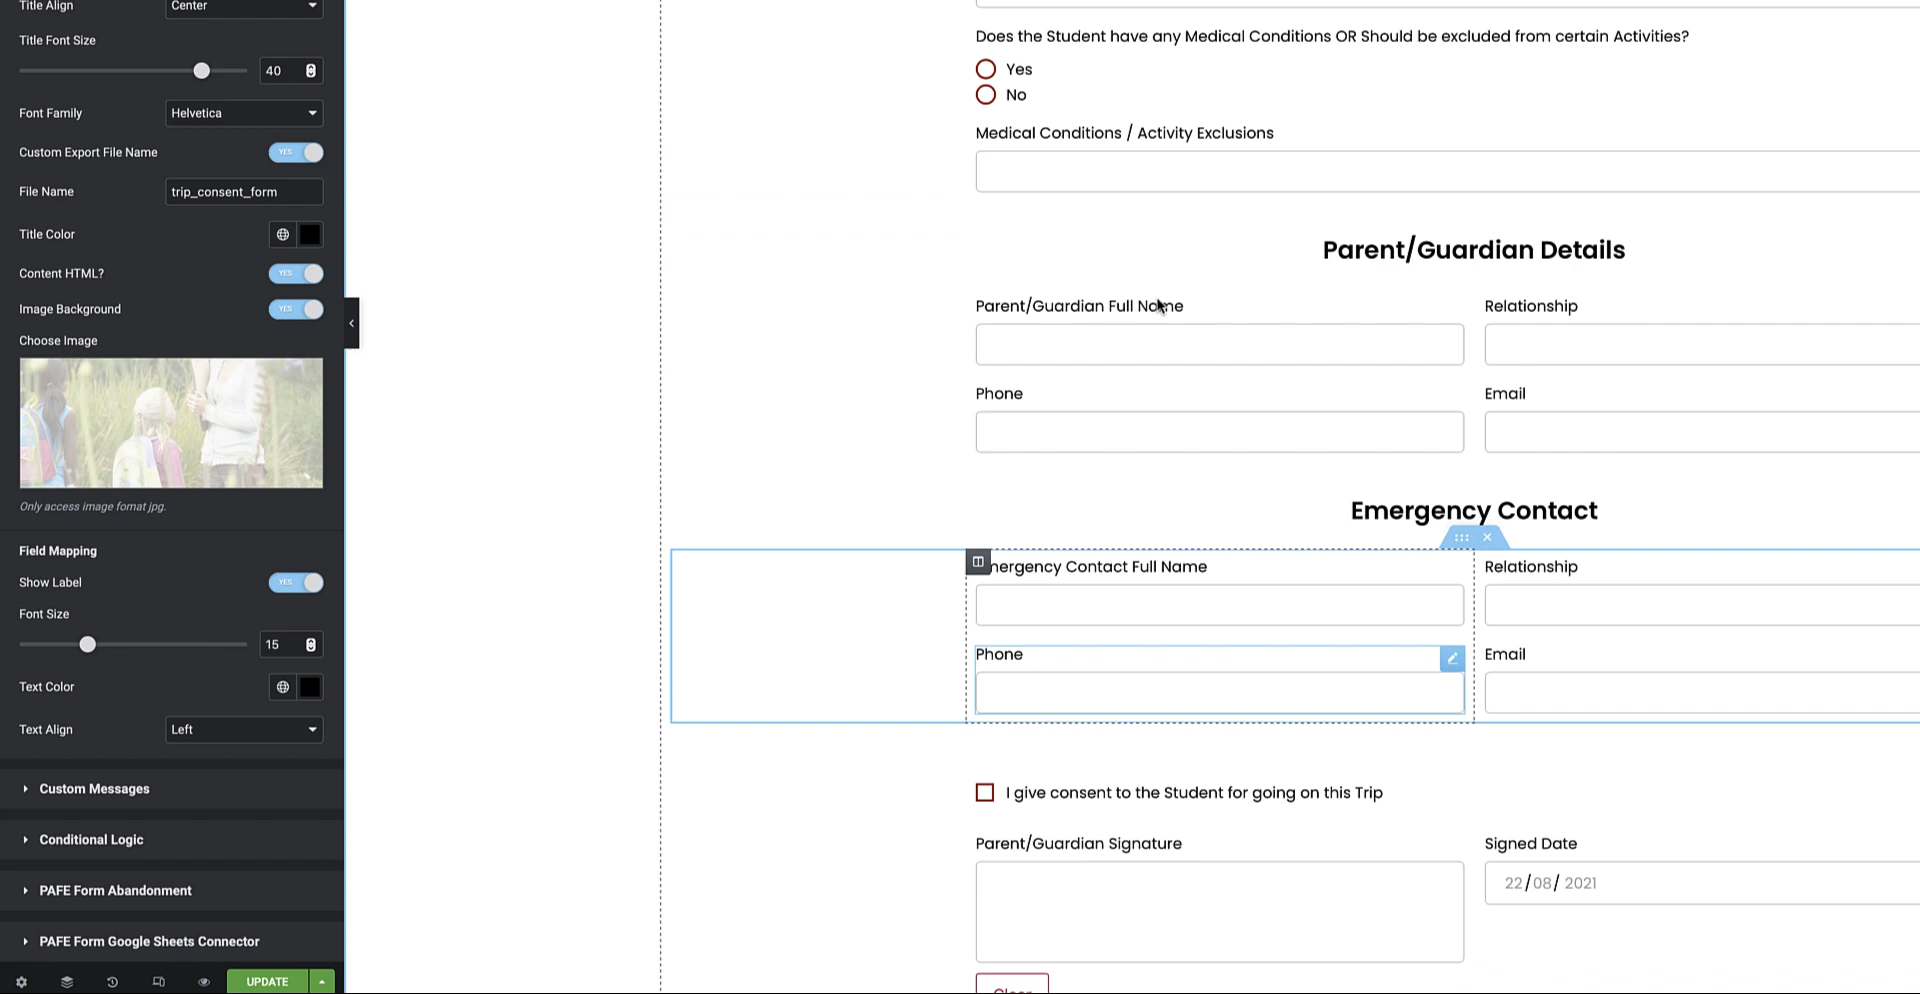 Title Align
Center
Title Font Size
40
Font Family
Helvetica
Custom Export File Name
YES
File Name
trip_consent_form
Title Color
Content HTML?
YES
Image Background
YES
Choose Image
Only access image fomat jpg.
Field Mapping
Show Label
YES
Font Size
15
Text Color
Text Align
Left
Custom Messages
Conditional Logic
PAFE Form Abandonment
PAFE Form Google Sheets Connector
UPDATE
Does the Student have any Medical Conditions OR Should be excluded from certain Activities?
Yes
No
Medical Conditions / Activity Exclusions
Parent/Guardian Details
Parent/Guardian Full Name
Relationship
Phone
Email
Emergency Contact
mergency Contact Full Name
Relationship
Phone
Email
I give consent to the Student for going on this Trip
Parent/Guardian Signature
Signed Date
22/08/ 2021